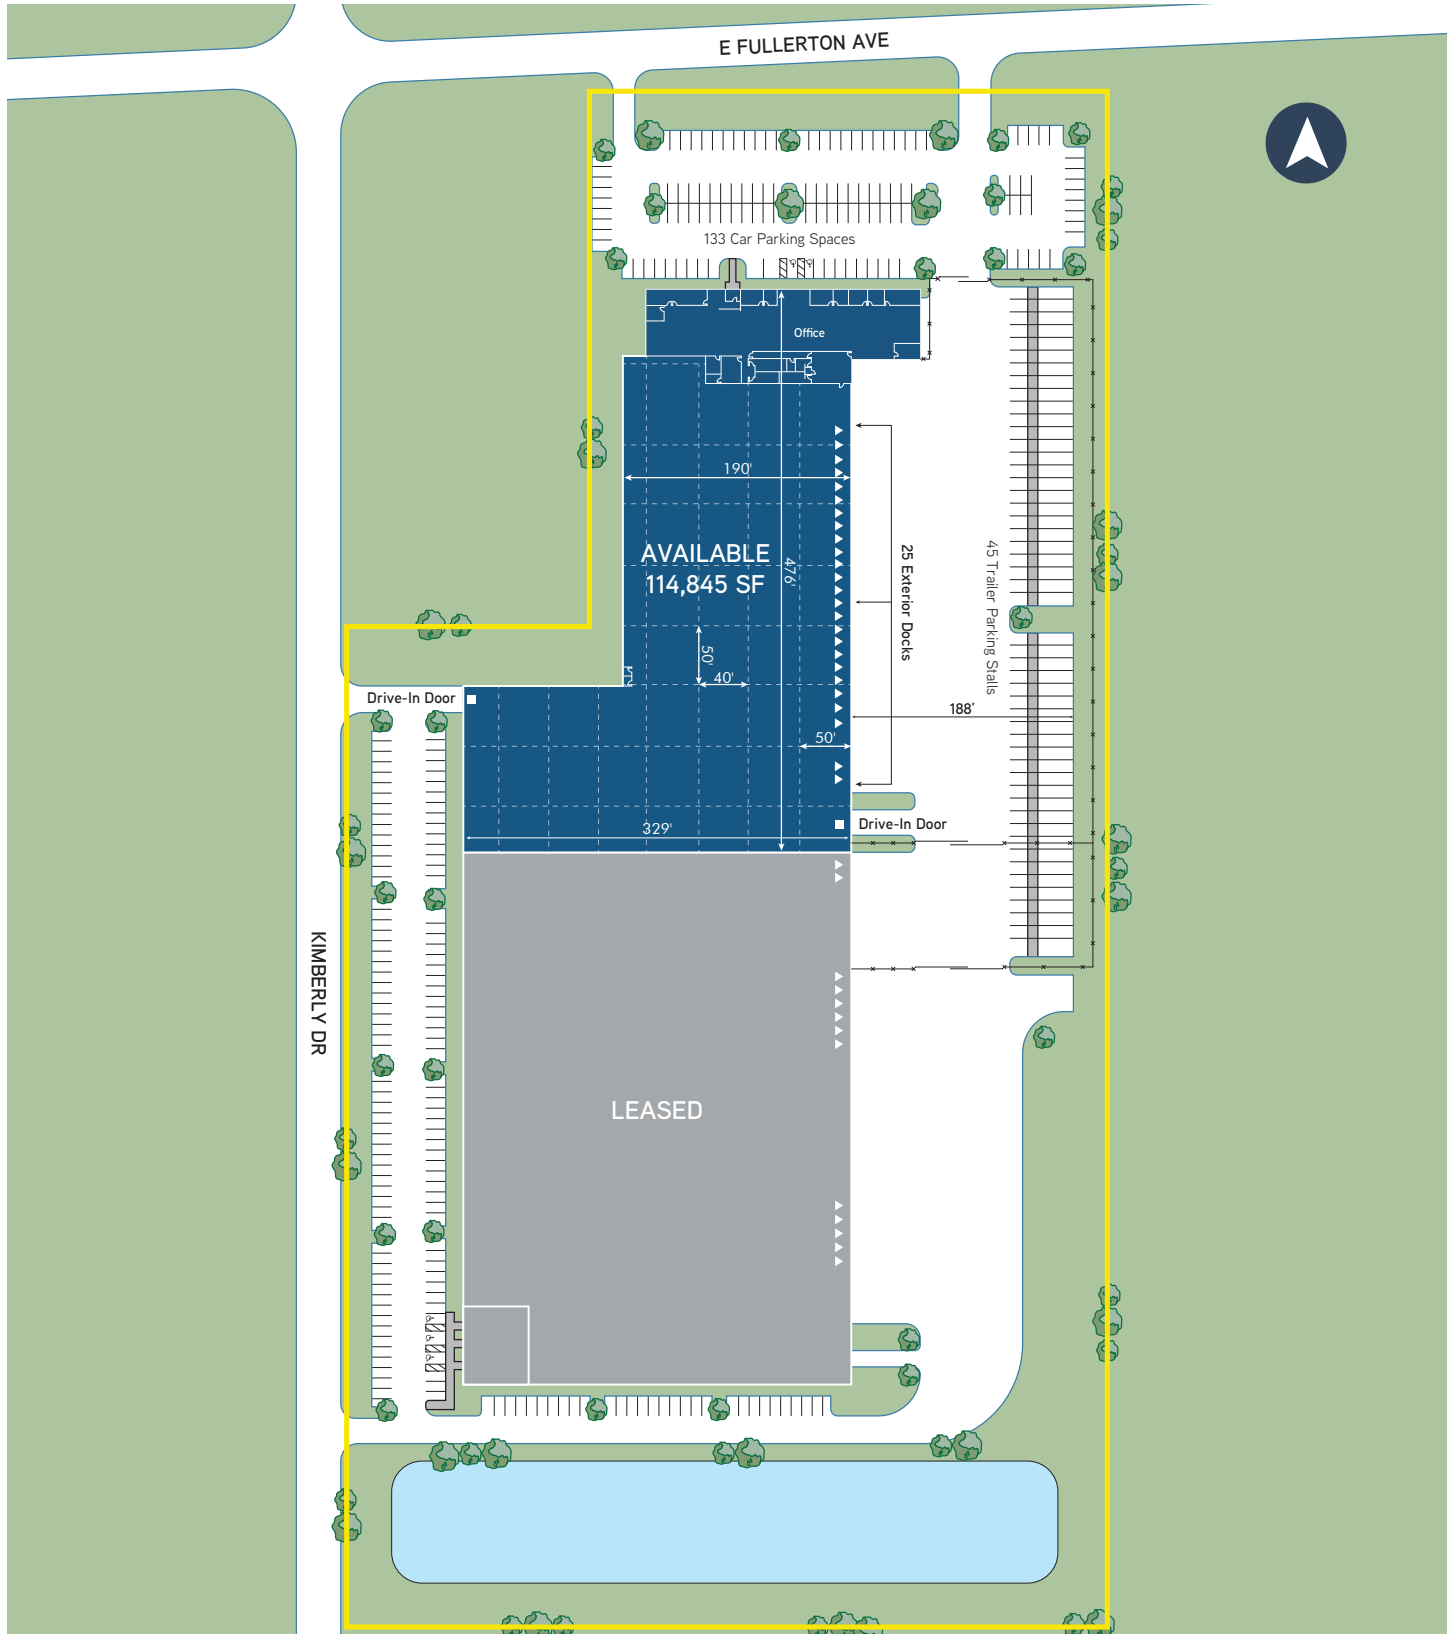 E FULLERTON AVE
133 Car Parking Spaces
Office
190'
AVAILABLE
114,845 SF
476'
25 Exterior Docks
45 Trailer Parking Stalls
50'
40'
Drive-In Door
188'
50'
Drive-In Door
329'
KIMBERLY DR
LEASED